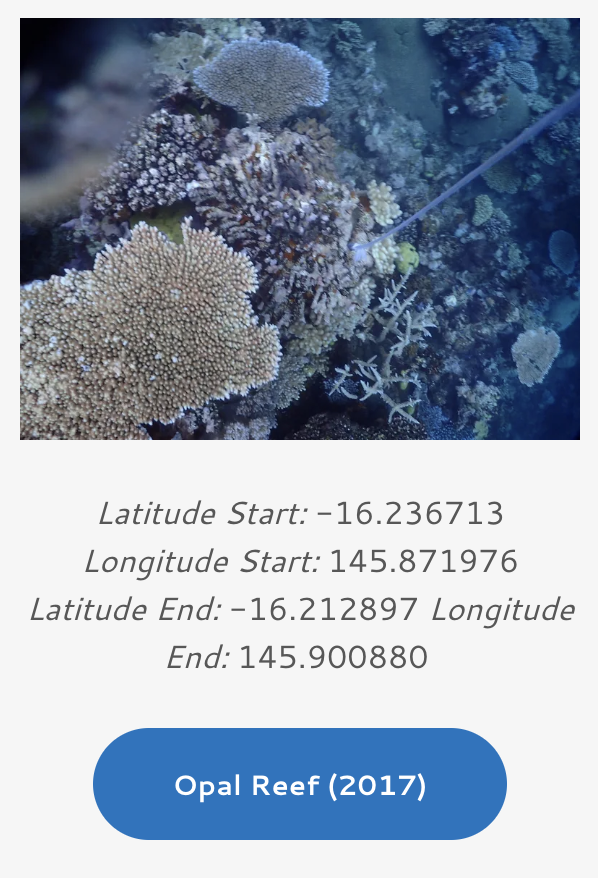 Latitude Start: -16.236713
Longitude Start: 145.871976
Latitude End: -16.212897 Longitude
End: 145.900880
Opal Reef (2017)